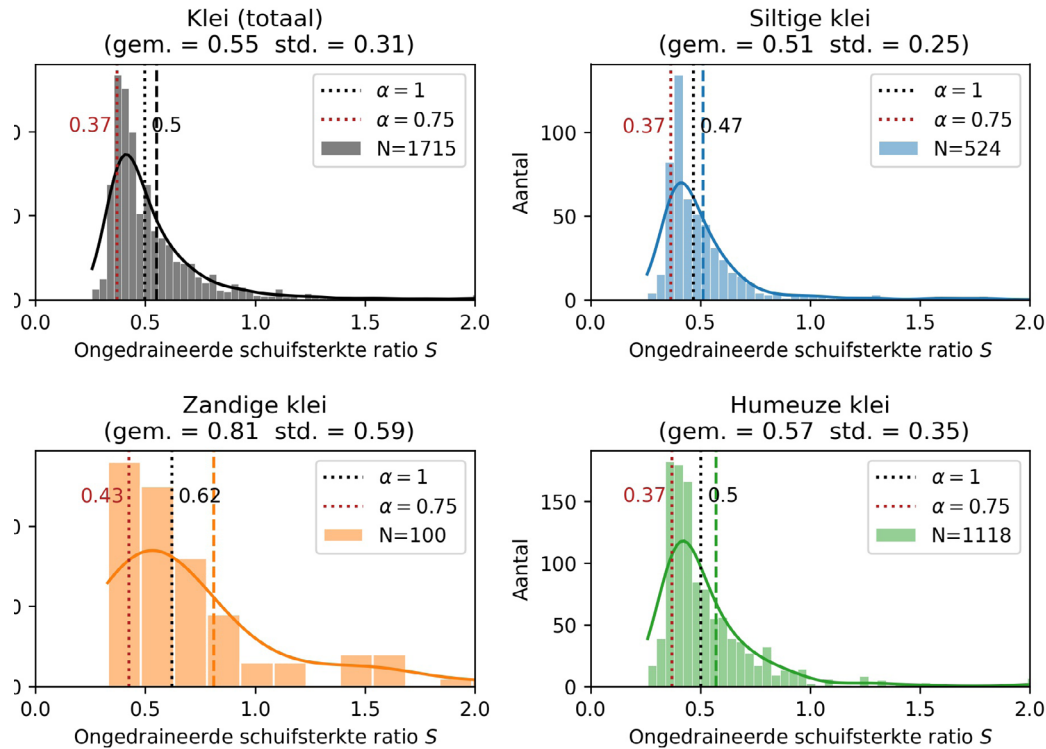 Klei (totaal)
(gem. = 0.55 std. = 0.31)
α = 1
α = 0.75
N=1715
0.37
0.5
0
0
0
0.0 0.5 1.0 1.5 2.0
Ongedraineerde schuifsterkte ratio S
Siltige klei
(gem. = 0.51 std. = 0.25)
α = 1
α = 0.75
N=524
0.37
0.47
Aantal
100
50
0
0.0 0.5 1.0 1.5 2.0
Ongedraineerde schuifsterkte ratio S
Zandige klei
(gem. = 0.81 std. = 0.59)
α = 1
α = 0.75
N=100
0.43
0.62
0
0
0.0 0.5 1.0 1.5 2.0
Ongedraineerde schuifsterkte ratio S
Humeuze klei
(gem. = 0.57 std. = 0.35)
α = 1
α = 0.75
N=1118
0.37
0.5
Aantal
150
100
50
0
0.0 0.5 1.0 1.5 2.0
Ongedraineerde schuifsterkte ratio S